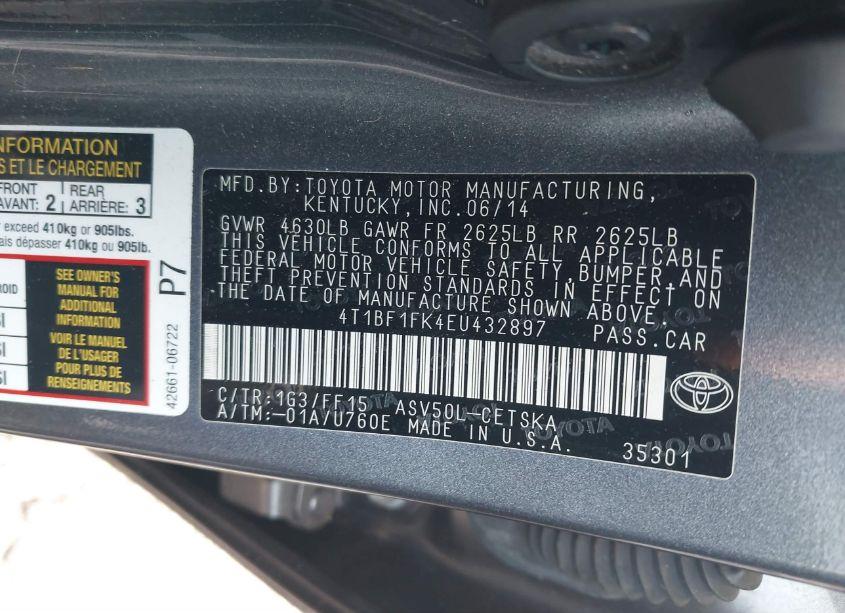 INFORMATION
S ET LE CHARGEMENT
FRONT
AVANT: 2
REAR
ARRIÈRE: 3
exceed 410kg or 905lbs.
ais dépasser 410kg ou 905lb.
SEE OWNER'S
MANUAL FOR
ADDITIONAL
INFORMATION
VOIR LE MANUEL
DE L'USAGER
POUR PLUS DE
RENSEIGNEMENTS
P7
42661-06722
MFD.BY:TOYOTA MOTOR MANUFACTURING,
KENTUCKY,INC.06/14
GVWR 4630LB GAWR FR 2625LB RR 2625LB
THIS VEHICLE CONFORMS TO ALL APPLICABLE
FEDERAL MOTOR VEHICLE SAFETY,BUMPER,AND
THEFT PREVENTION STANDARDS IN EFFECT ON
THE DATE OF MANUFACTURE SHOWN ABOVE.
4T1BF1FK4EU432897 PASS.CAR
C/TR:1G3/FF15 ASV50L-CETSKA
A/TM:-01A/U760E MADE IN U.S.A. 35301